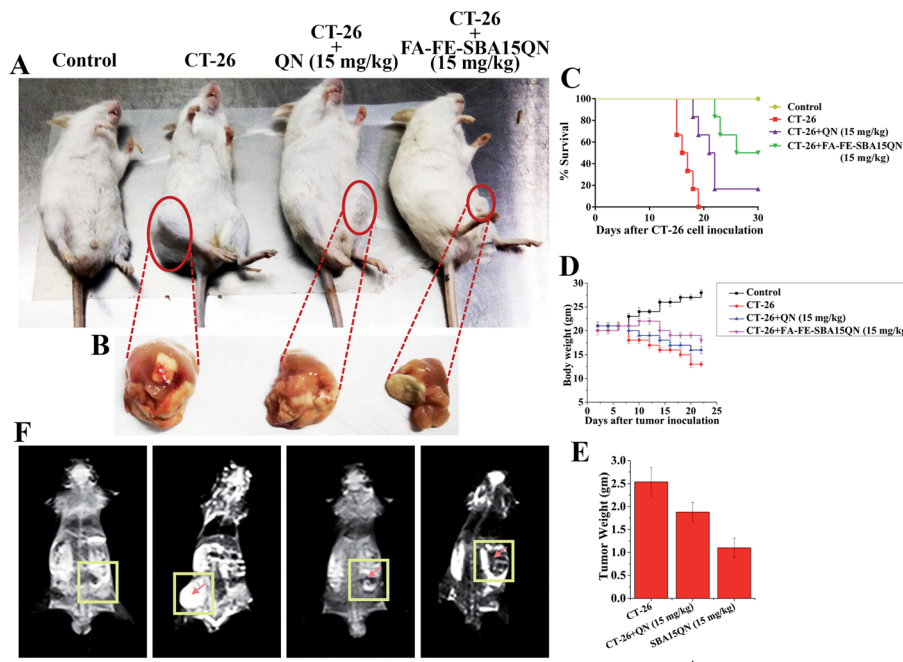 A
Control
CT-26
CT-26
+
QN (15 mg/kg)
CT-26
+
FA-FE-SBA15QN
(15 mg/kg)
B
C
% Survival
100
80
60
40
20
0
0
10
20
30
Days after CT-26 cell inoculation
Control
CT-26
CT-26+QN (15 mg/kg)
CT-26+FA-FE-SBA15QN
(15 mg/kg)
D
Body weight (gm)
30
25
20
15
10
5
0
5
10
15
20
25
Days after tumor inoculation
Control
CT-26
CT-26+QN (15 mg/kg)
CT-26+FA-FE-SBA15QN (15 mg/kg)
E
Tumor Weight (gm)
3.0
2.5
2.0
1.5
1.0
0.5
0.0
CT-26
CT-26+QN (15 mg/kg)
SBA15QN (15 mg/kg)
F